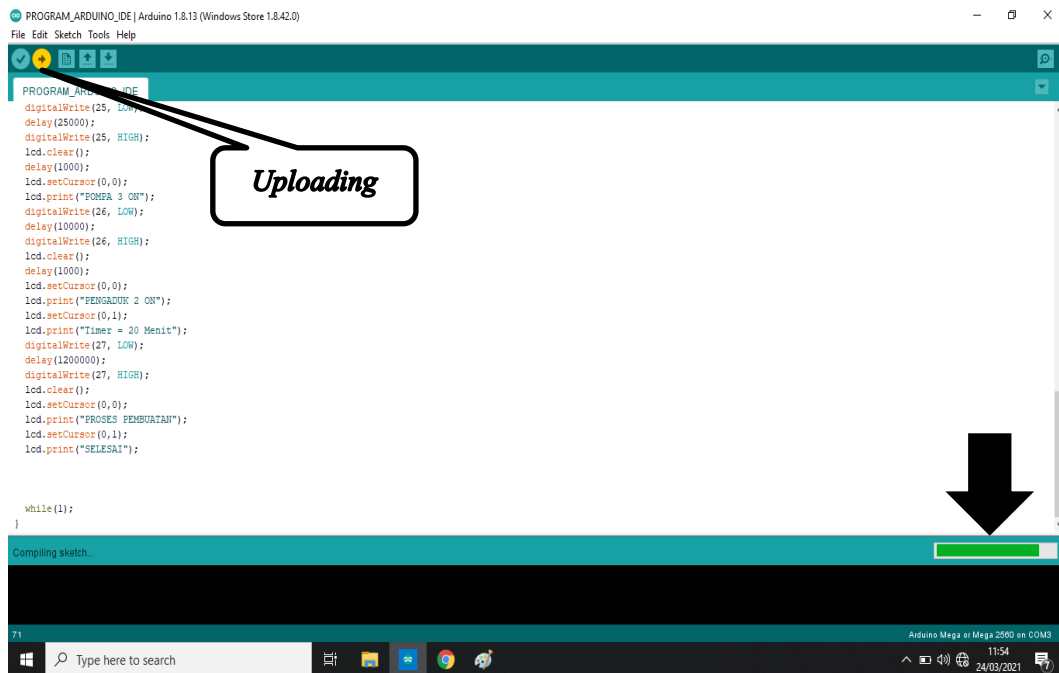 PROGRAM_ARDUINO_IDE | Arduino 1.8.13 (Windows Store 1.8.42.0)
File Edit Sketch Tools Help
PROGRAM_ARDUINO_IDE
digitalWrite(25, LOW);
delay(25000);
digitalWrite(25, HIGH);
lcd.clear();
delay(1000);
lcd.setCursor(0,0);
lcd.print("POMPA 3 ON");
digitalWrite(26, LOW);
delay(10000);
digitalWrite(26, HIGH);
lcd.clear();
delay(1000);
lcd.setCursor(0,0);
lcd.print("PENGADUK 2 ON");
lcd.setCursor(0,1);
lcd.print("Timer = 20 Menit");
digitalWrite(27, LOW);
delay(1200000);
digitalWrite(27, HIGH);
lcd.clear();
lcd.setCursor(0,0);
lcd.print("PROSES PEMBUATAN");
lcd.setCursor(0,1);
lcd.print("SELESAI");
while(1);
}
Uploading
Compiling sketch...
71
Arduino Mega or Mega 2560 on COM3
Type here to search
11:54
24/03/2021
7